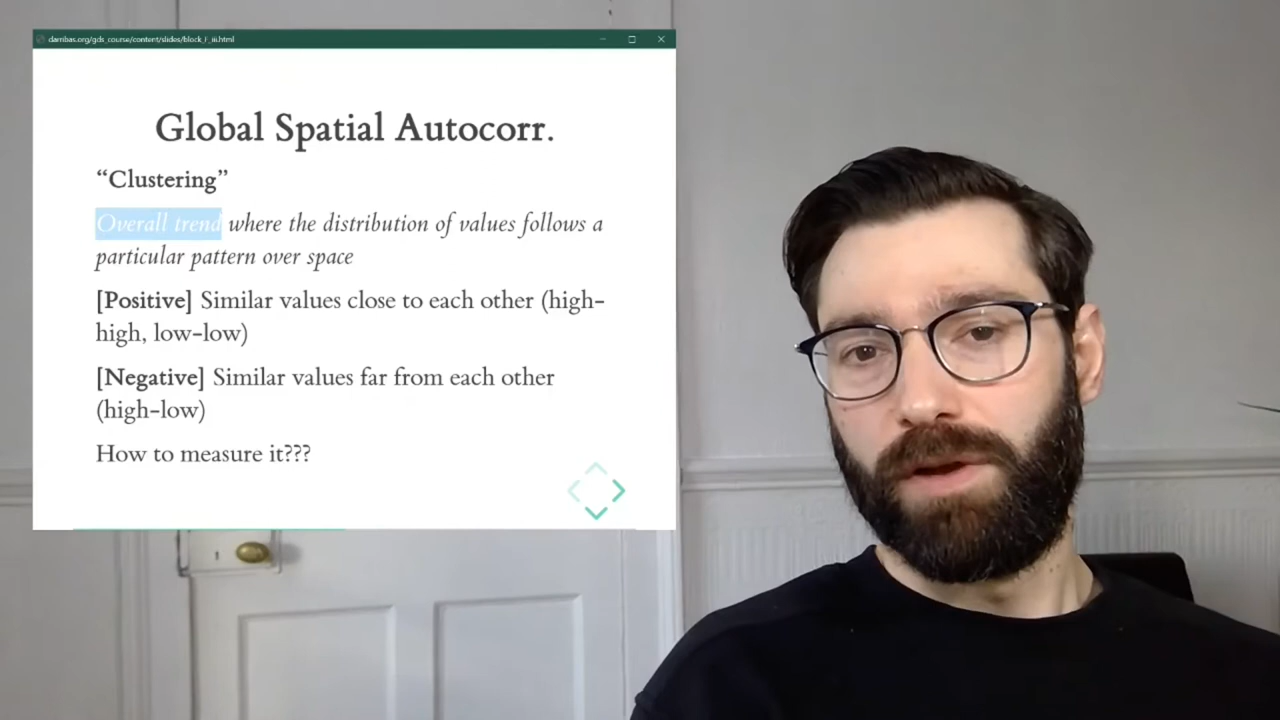 darribas.org/gds_course/content/slides/block_F_iii.html
Global Spatial Autocorr.
“Clustering”
Overall trend where the distribution of values follows a
particular pattern over space
[Positive] Similar values close to each other (high-
high, low-low)
[Negative] Similar values far from each other
(high-low)
How to measure it???